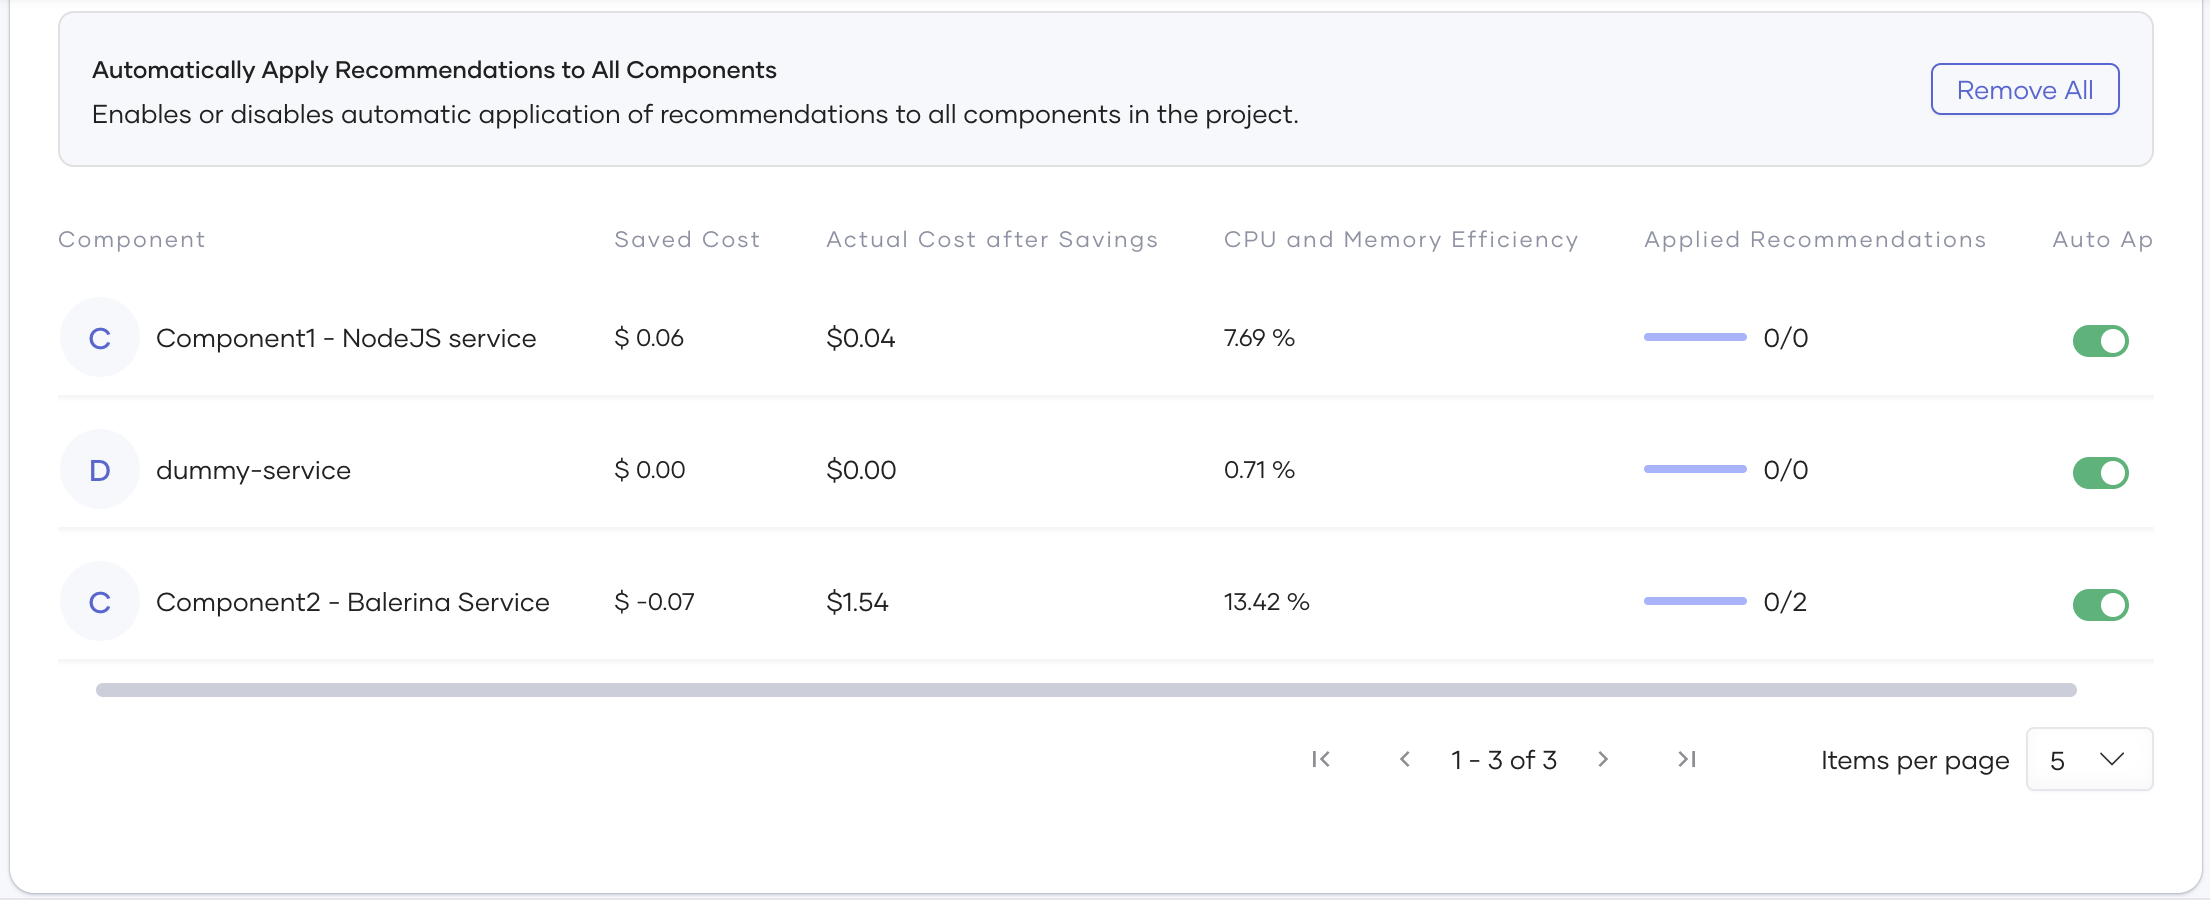 Automatically Apply Recommendations to All Components
Enables or disables automatic application of recommendations to all components in the project.
Remove All
Component Saved Cost Actual Cost after Savings CPU and Memory Efficiency Applied Recommendations Auto Ap
C Component1 - NodeJS service $ 0.06 $0.04 7.69 % 0/0
D dummy-service $ 0.00 $0.00 0.71 % 0/0
C Component2 - Balerina Service $ -0.07 $1.54 13.42 % 0/2
1 - 3 of 3 Items per page 5